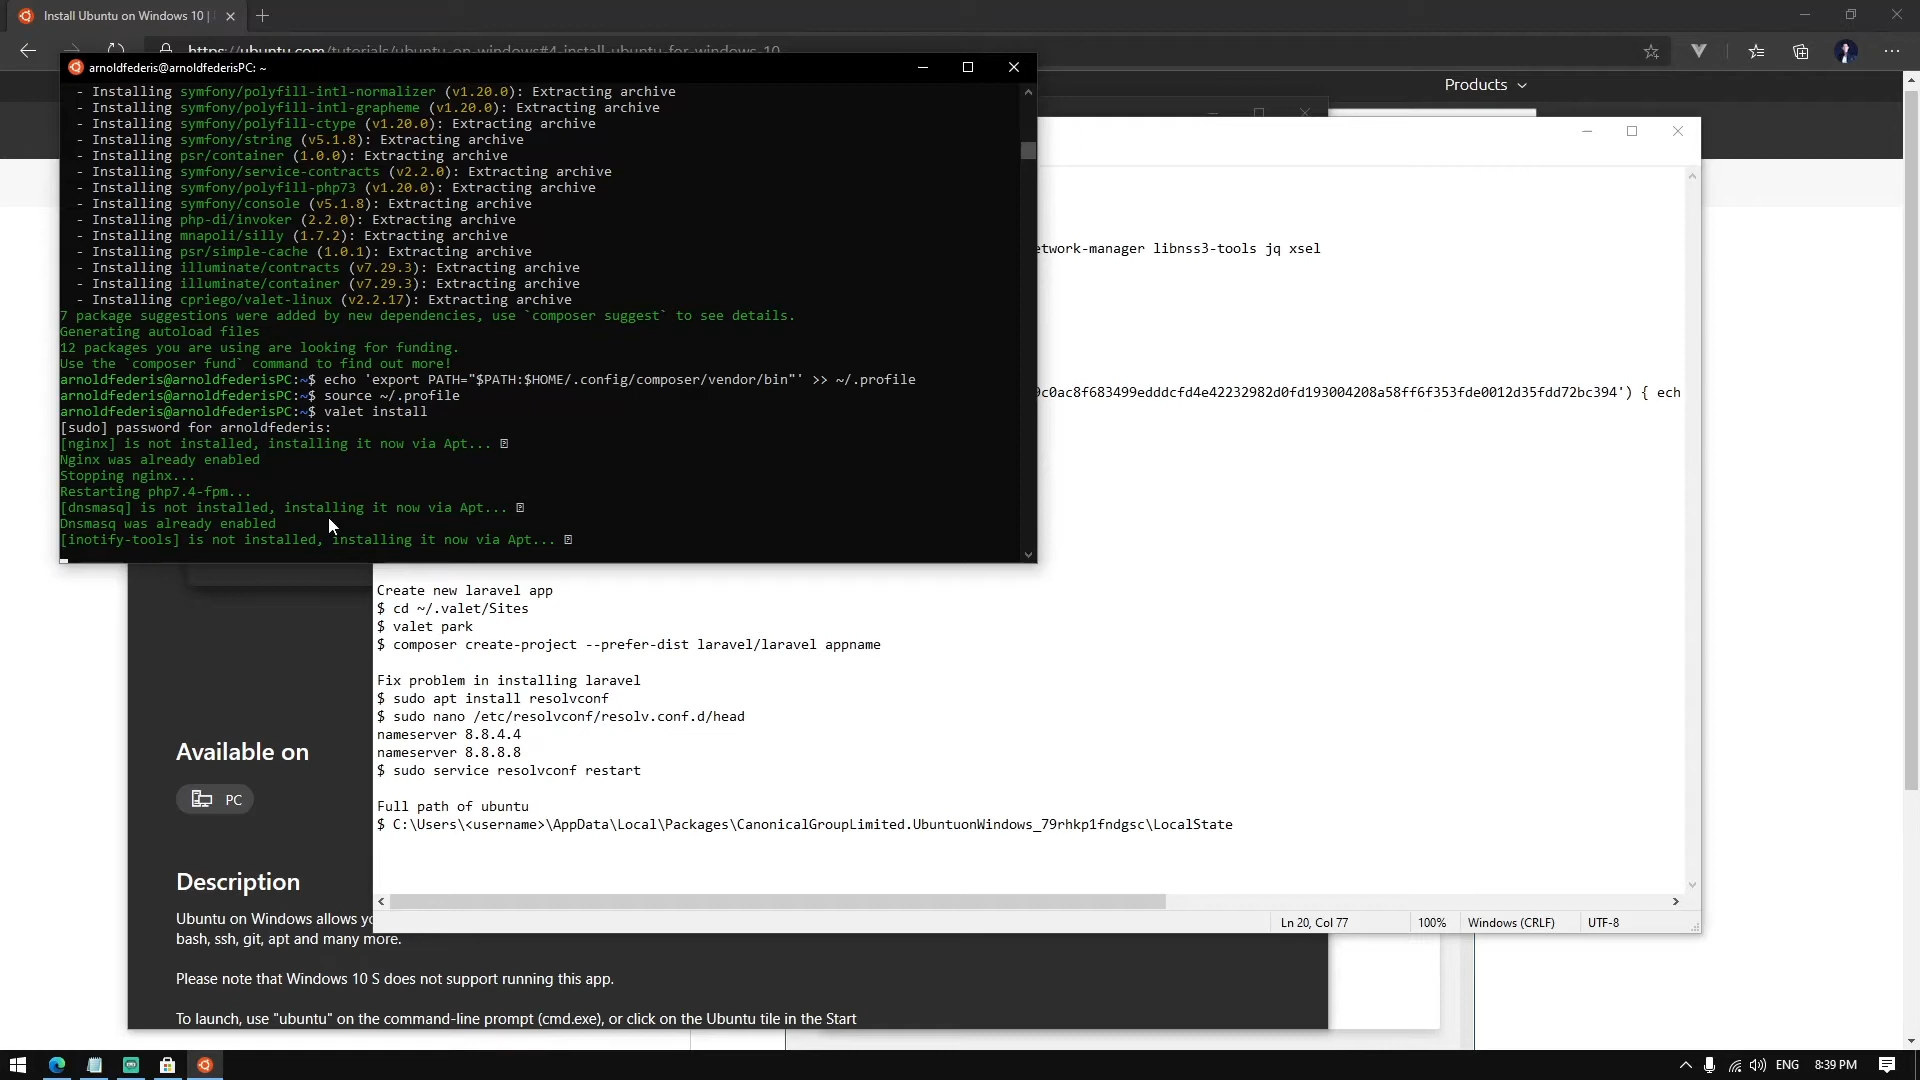 Install Ubuntu on Windows 10 |
https://ubuntu.com/tutorials/ubuntu-on-windows#4-install-ubuntu-for-windows-10
Products
arnoldfederis@arnoldfederisPC: ~
- Installing symfony/polyfill-intl-normalizer (v1.20.0): Extracting archive
- Installing symfony/polyfill-intl-grapheme (v1.20.0): Extracting archive
- Installing symfony/polyfill-ctype (v1.20.0): Extracting archive
- Installing symfony/string (v5.1.8): Extracting archive
- Installing psr/container (1.0.0): Extracting archive
- Installing symfony/service-contracts (v2.2.0): Extracting archive
- Installing symfony/polyfill-php73 (v1.20.0): Extracting archive
- Installing symfony/console (v5.1.8): Extracting archive
- Installing php-di/invoker (2.2.0): Extracting archive
- Installing mnapoli/silly (1.7.2): Extracting archive
- Installing psr/simple-cache (1.0.1): Extracting archive
- Installing illuminate/contracts (v7.29.3): Extracting archive
- Installing illuminate/container (v7.29.3): Extracting archive
- Installing cpriego/valet-linux (v2.2.17): Extracting archive
7 package suggestions were added by new dependencies, use `composer suggest` to see details.
Generating autoload files
12 packages you are using are looking for funding.
Use the `composer fund` command to find out more!
arnoldfederis@arnoldfederisPC:~$ echo 'export PATH="$PATH:$HOME/.config/composer/vendor/bin"' >> ~/.profile
arnoldfederis@arnoldfederisPC:~$ source ~/.profile
arnoldfederis@arnoldfederisPC:~$ valet install
[sudo] password for arnoldfederis:
[nginx] is not installed, installing it now via Apt...
Nginx was already enabled
Stopping nginx...
Restarting php7.4-fpm...
[dnsmasq] is not installed, installing it now via Apt...
Dnsmasq was already enabled
[inotify-tools] is not installed, installing it now via Apt...
etwork-manager libnss3-tools jq xsel
9c0ac8f683499edddcfd4e42232982d0fd193004208a58ff6f353fde0012d35fdd72bc394') { ech
Create new laravel app
$ cd ~/.valet/Sites
$ valet park
$ composer create-project --prefer-dist laravel/laravel appname
Fix problem in installing laravel
$ sudo apt install resolvconf
$ sudo nano /etc/resolvconf/resolv.conf.d/head
nameserver 8.8.4.4
nameserver 8.8.8.8
$ sudo service resolvconf restart
Full path of ubuntu
$ C:\Users\<username>\AppData\Local\Packages\CanonicalGroupLimited.UbuntuonWindows_79rhkp1fndgsc\LocalState
Ln 20, Col 77
100%
Windows (CRLF)
UTF-8
Available on
PC
Description
Ubuntu on Windows allows yo
bash, ssh, git, apt and many more.
Please note that Windows 10 S does not support running this app.
To launch, use "ubuntu" on the command-line prompt (cmd.exe), or click on the Ubuntu tile in the Start
ENG
8:39 PM